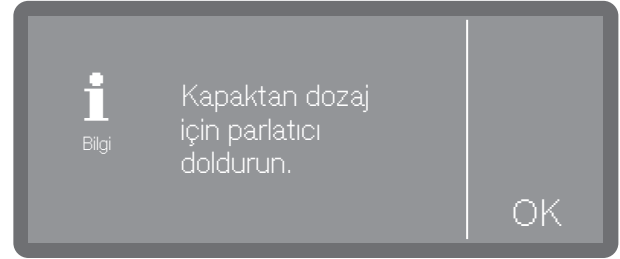 i
Bilgi
Kapaktan dozaj
için parlatıcı
doldurun.
OK